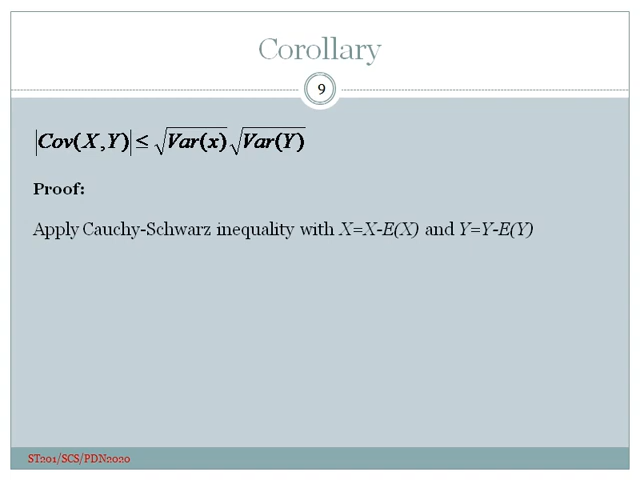 Corollary
9
|Cov(X,Y)| ≤ √Var(x) √Var(Y)
Proof:
Apply Cauchy-Schwarz inequality with X=X-E(X) and Y=Y-E(Y)
ST201/SCS/PDN2020